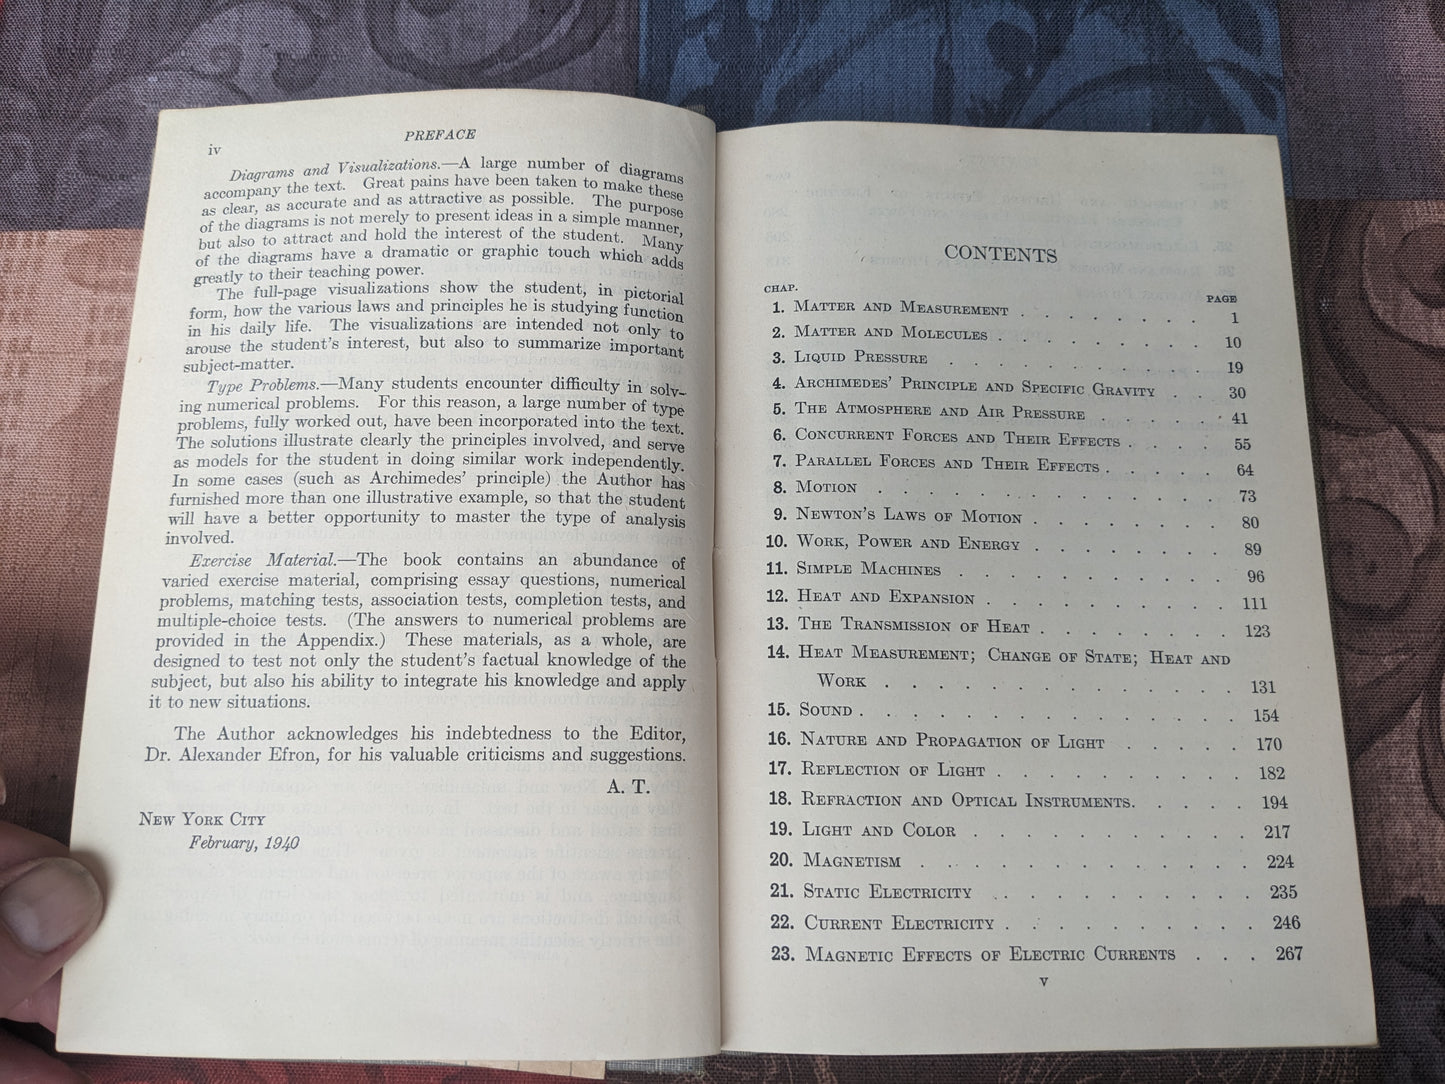 iv
PREFACE
Diagrams and Visualizations.—A large number of diagrams
accompany the text. Great pains have been taken to make these
as clear, as accurate and as attractive as possible. The purpose
of the diagrams is not merely to present ideas in a simple manner,
but also to attract and hold the interest of the student. Many
of the diagrams have a dramatic or graphic touch which adds
greatly to their teaching power.
The full-page visualizations show the student, in pictorial
form, how the various laws and principles he is studying function
in his daily life. The visualizations are intended not only to
arouse the student's interest, but also to summarize important
subject-matter.
Type Problems.—Many students encounter difficulty in solv-
ing numerical problems. For this reason, a large number of type
problems, fully worked out, have been incorporated into the text.
The solutions illustrate clearly the principles involved, and serve
as models for the student in doing similar work independently.
In some cases (such as Archimedes' principle) the Author has
furnished more than one illustrative example, so that the student
will have a better opportunity to master the type of analysis
involved.
Exercise Material.—The book contains an abundance of
varied exercise material, comprising essay questions, numerical
problems, matching tests, association tests, completion tests, and
multiple-choice tests. (The answers to numerical problems are
provided in the Appendix.) These materials, as a whole, are
designed to test not only the student's factual knowledge of the
subject, but also his ability to integrate his knowledge and apply
it to new situations.
The Author acknowledges his indebtedness to the Editor,
Dr. Alexander Efron, for his valuable criticisms and suggestions.
A. T.
New York City
February, 1940
CONTENTS
CHAP. PAGE
1. Matter and Measurement . . . . . . . . 1
2. Matter and Molecules . . . . . . . . . 10
3. Liquid Pressure . . . . . . . . . . . 19
4. Archimedes' Principle and Specific Gravity . . 30
5. The Atmosphere and Air Pressure . . . . . 41
6. Concurrent Forces and Their Effects . . . . 55
7. Parallel Forces and Their Effects . . . . . 64
8. Motion . . . . . . . . . . . . . . 73
9. Newton's Laws of Motion . . . . . . . . 80
10. Work, Power and Energy . . . . . . . . 89
11. Simple Machines . . . . . . . . . . . 96
12. Heat and Expansion . . . . . . . . . . 111
13. The Transmission of Heat . . . . . . . . 123
14. Heat Measurement; Change of State; Heat and
Work . . . . . . . . . . . . . . 131
15. Sound . . . . . . . . . . . . . . . 154
16. Nature and Propagation of Light . . . . . 170
17. Reflection of Light . . . . . . . . . . 182
18. Refraction and Optical Instruments. . . . . 194
19. Light and Color . . . . . . . . . . . 217
20. Magnetism . . . . . . . . . . . . . 224
21. Static Electricity . . . . . . . . . . 235
22. Current Electricity . . . . . . . . . . 246
23. Magnetic Effects of Electric Currents . . . 267
v